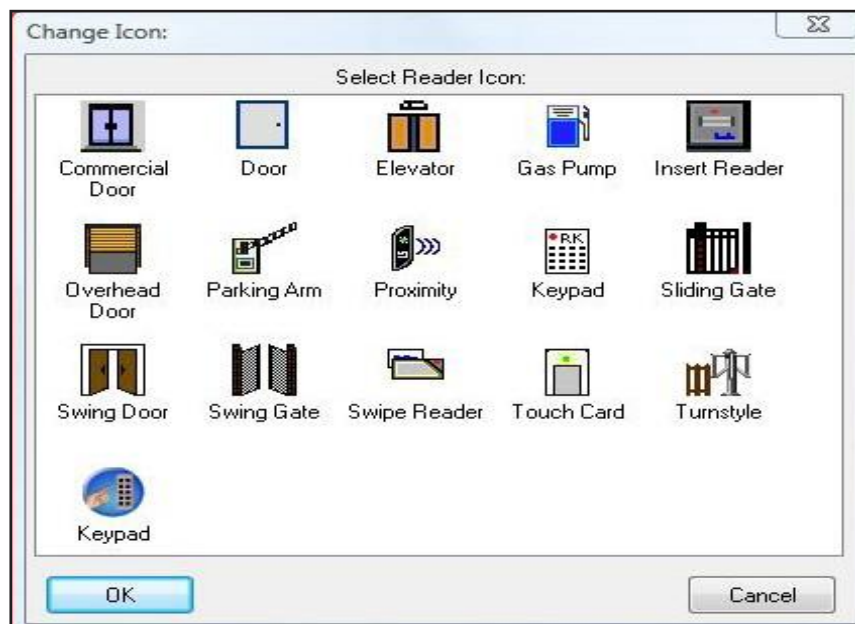 Change Icon:
Select Reader Icon:
Commercial Door
Door
Elevator
Gas Pump
Insert Reader
RK
Overhead Door
Parking Arm
Proximity
Keypad
Sliding Gate
Swing Door
Swing Gate
Swipe Reader
Touch Card
Turnstyle
Keypad
OK
Cancel